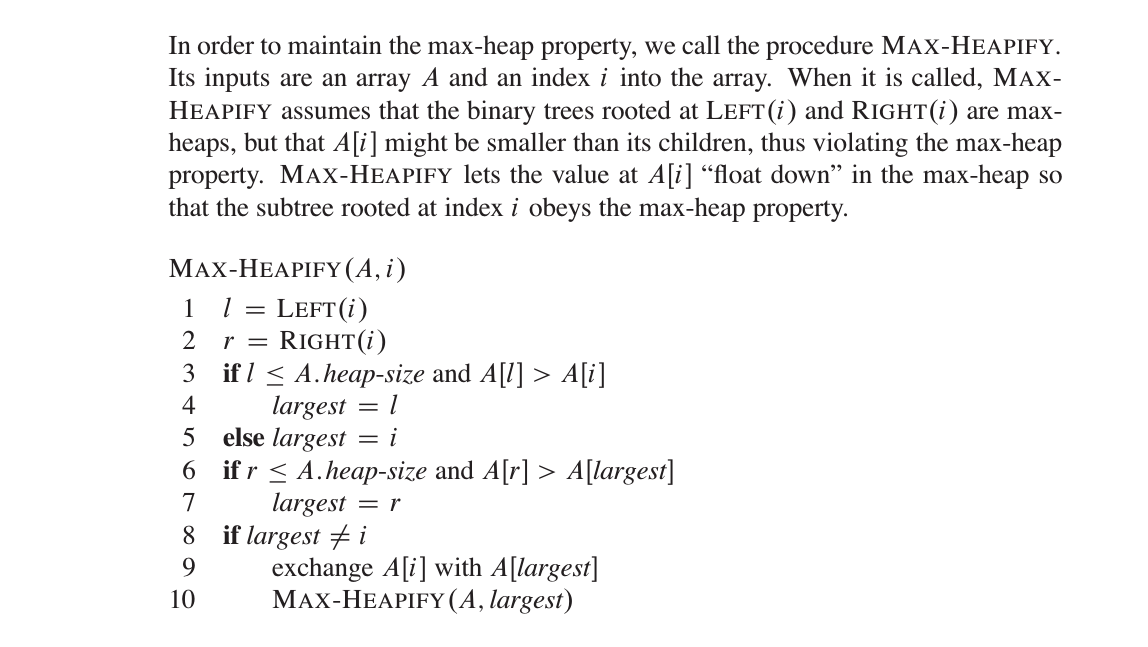 In order to maintain the max-heap property, we call the procedure MAX-HEAPIFY.
Its inputs are an array A and an index i into the array. When it is called, MAX-
HEAPIFY assumes that the binary trees rooted at LEFT(i) and RIGHT(i) are max-
heaps, but that A[i] might be smaller than its children, thus violating the max-heap
property. MAX-HEAPIFY lets the value at A[i] “float down” in the max-heap so
that the subtree rooted at index i obeys the max-heap property.
MAX-HEAPIFY(A, i)
1 l = LEFT(i)
2 r = RIGHT(i)
3 if l ≤ A.heap-size and A[l] > A[i]
4 largest = l
5 else largest = i
6 if r ≤ A.heap-size and A[r] > A[largest]
7 largest = r
8 if largest ≠ i
9 exchange A[i] with A[largest]
10 MAX-HEAPIFY(A, largest)